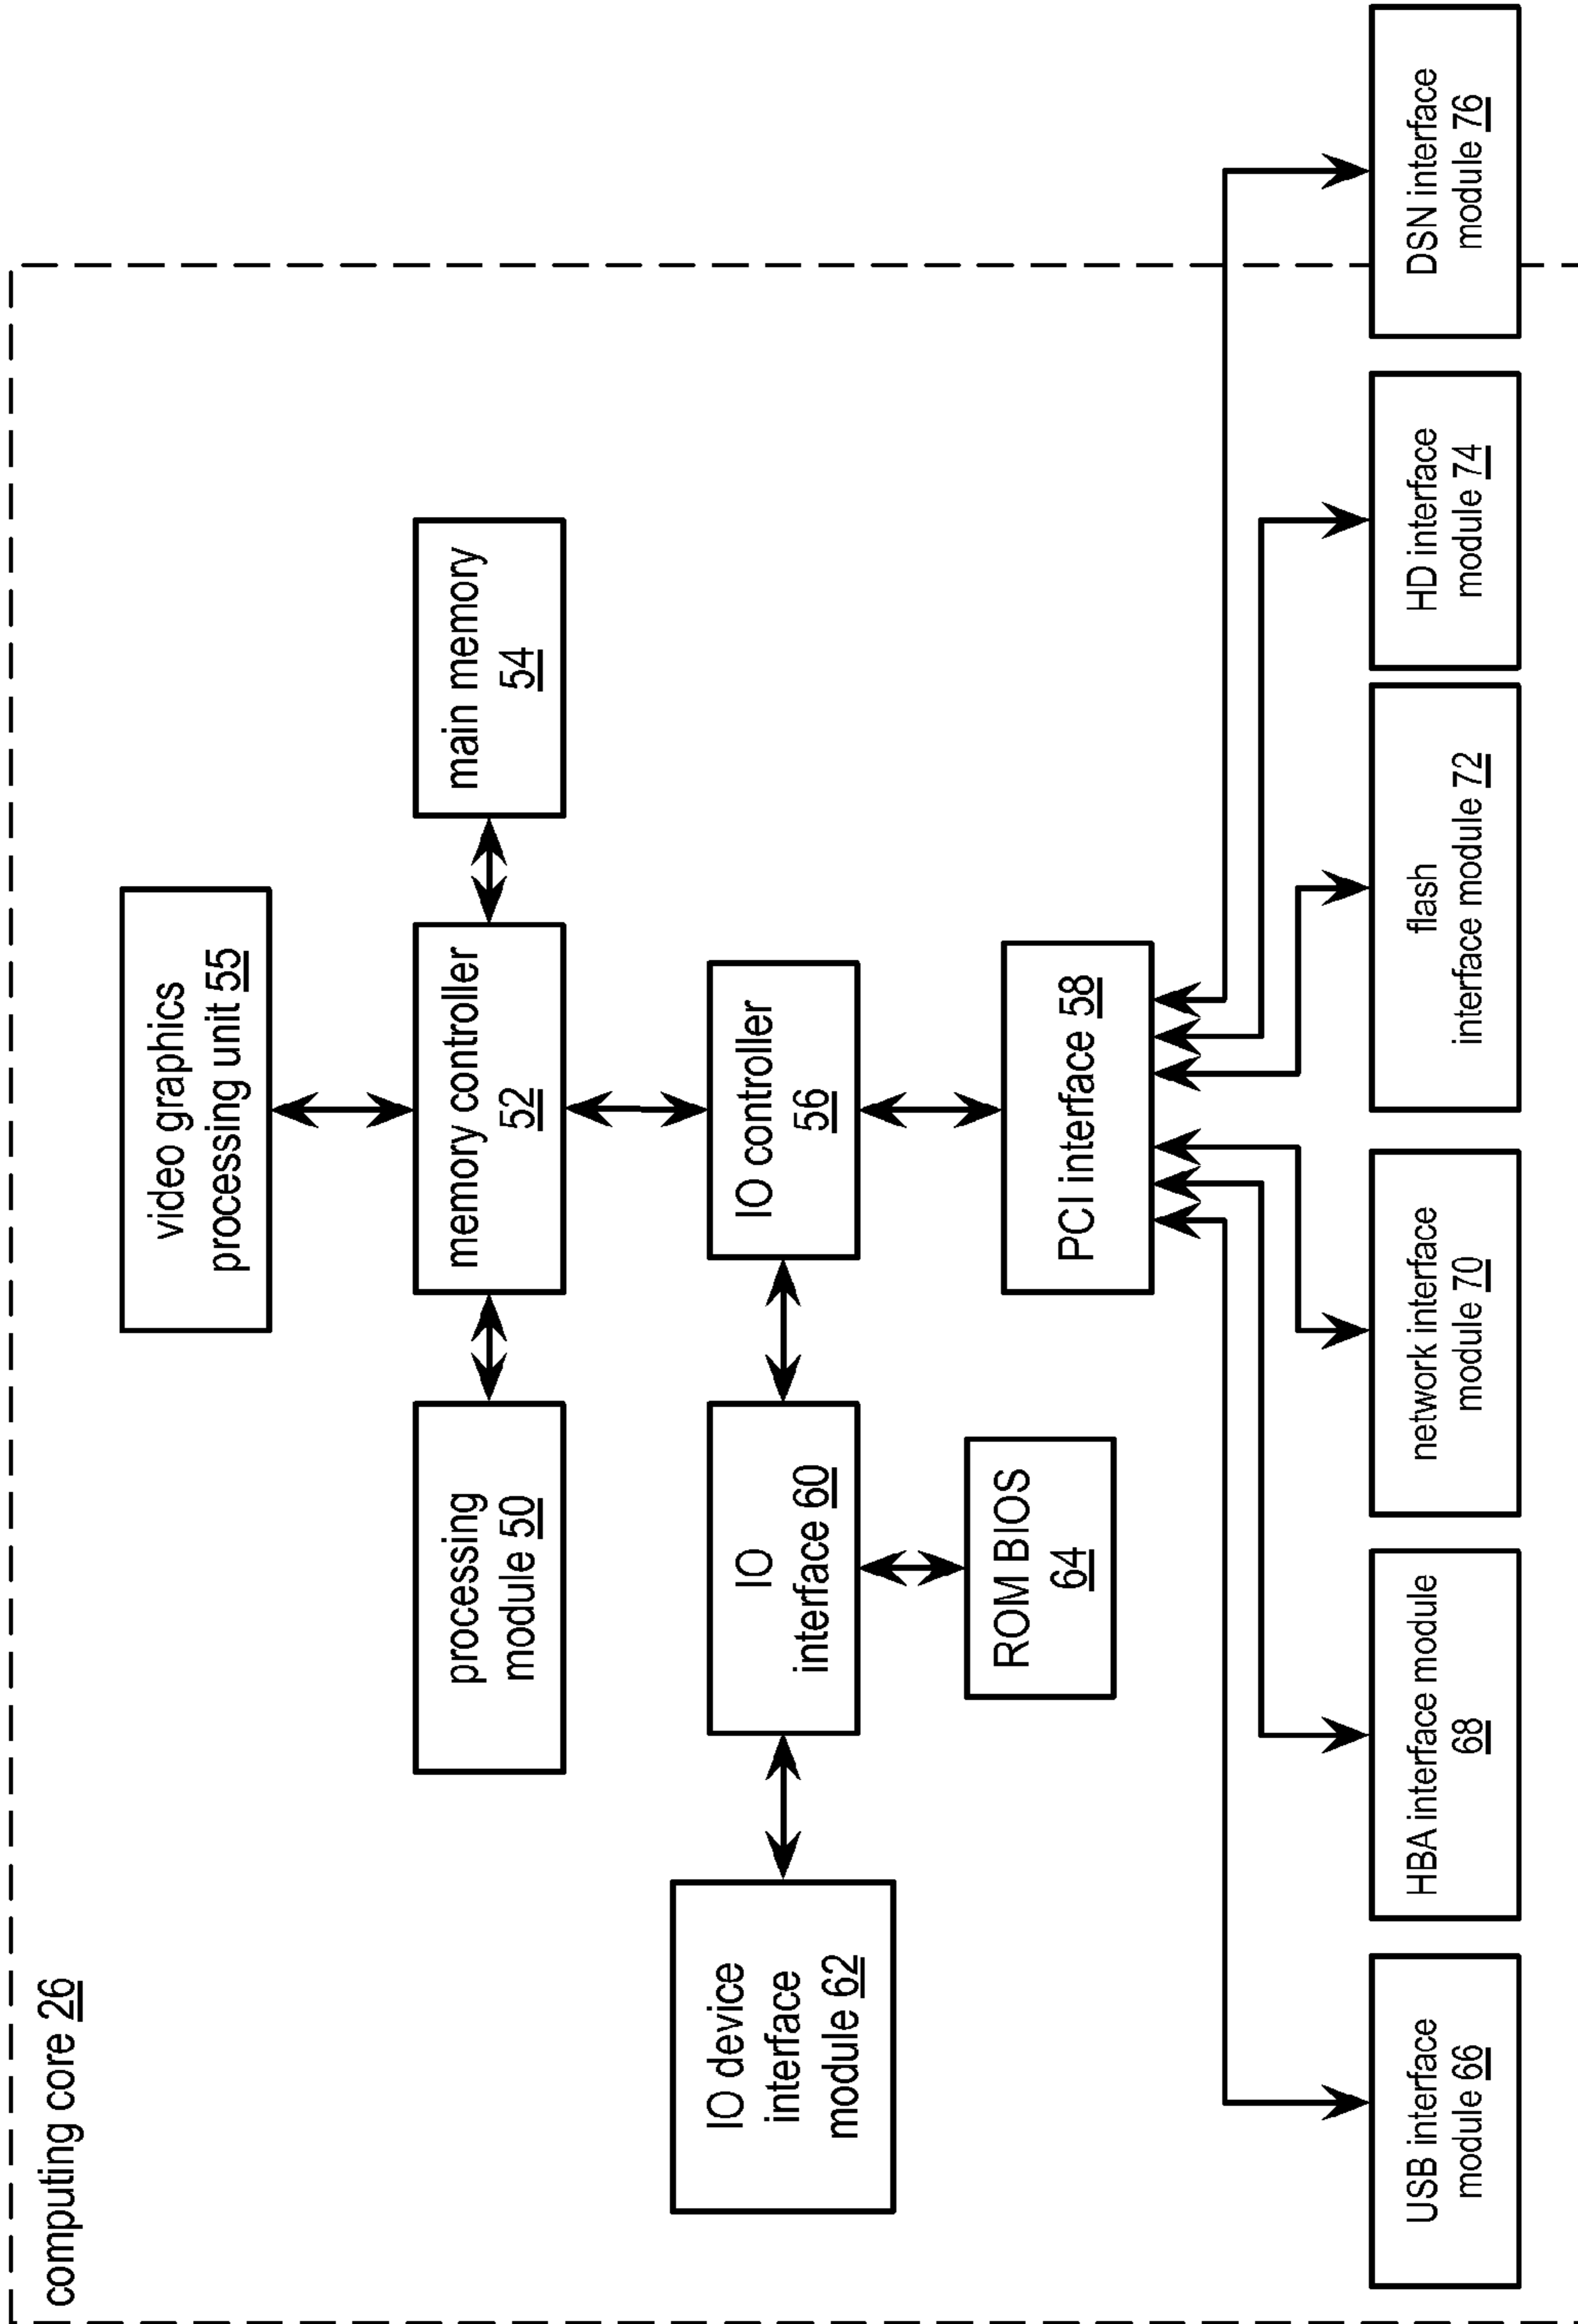 computing core 26
video graphics
processing unit 55
processing
module 50
memory controller
52
main memory
54
IO device
interface
module 62
IO
interface 60
IO controller
56
ROM BIOS
64
PCI interface 58
USB interface
module 66
HBA interface module
68
network interface
module 70
flash
interface module 72
HD interface
module 74
DSN interface
module 76